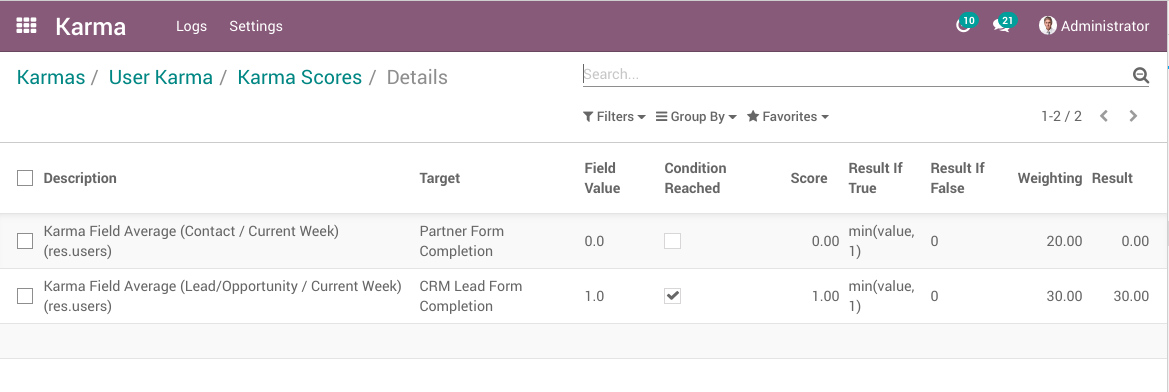 Karma Logs Settings 10 21 Administrator
Karmas / User Karma / Karma Scores / Details
Search...
Filters Group By Favorites 1-2 / 2
Description Target Field Value Condition Reached Score Result If True Result If False Weighting Result
Karma Field Average (Contact / Current Week) (res.users) Partner Form Completion 0.0 0.00 min(value, 1) 0 20.00 0.00
Karma Field Average (Lead/Opportunity / Current Week) (res.users) CRM Lead Form Completion 1.0 1.00 min(value, 1) 0 30.00 30.00